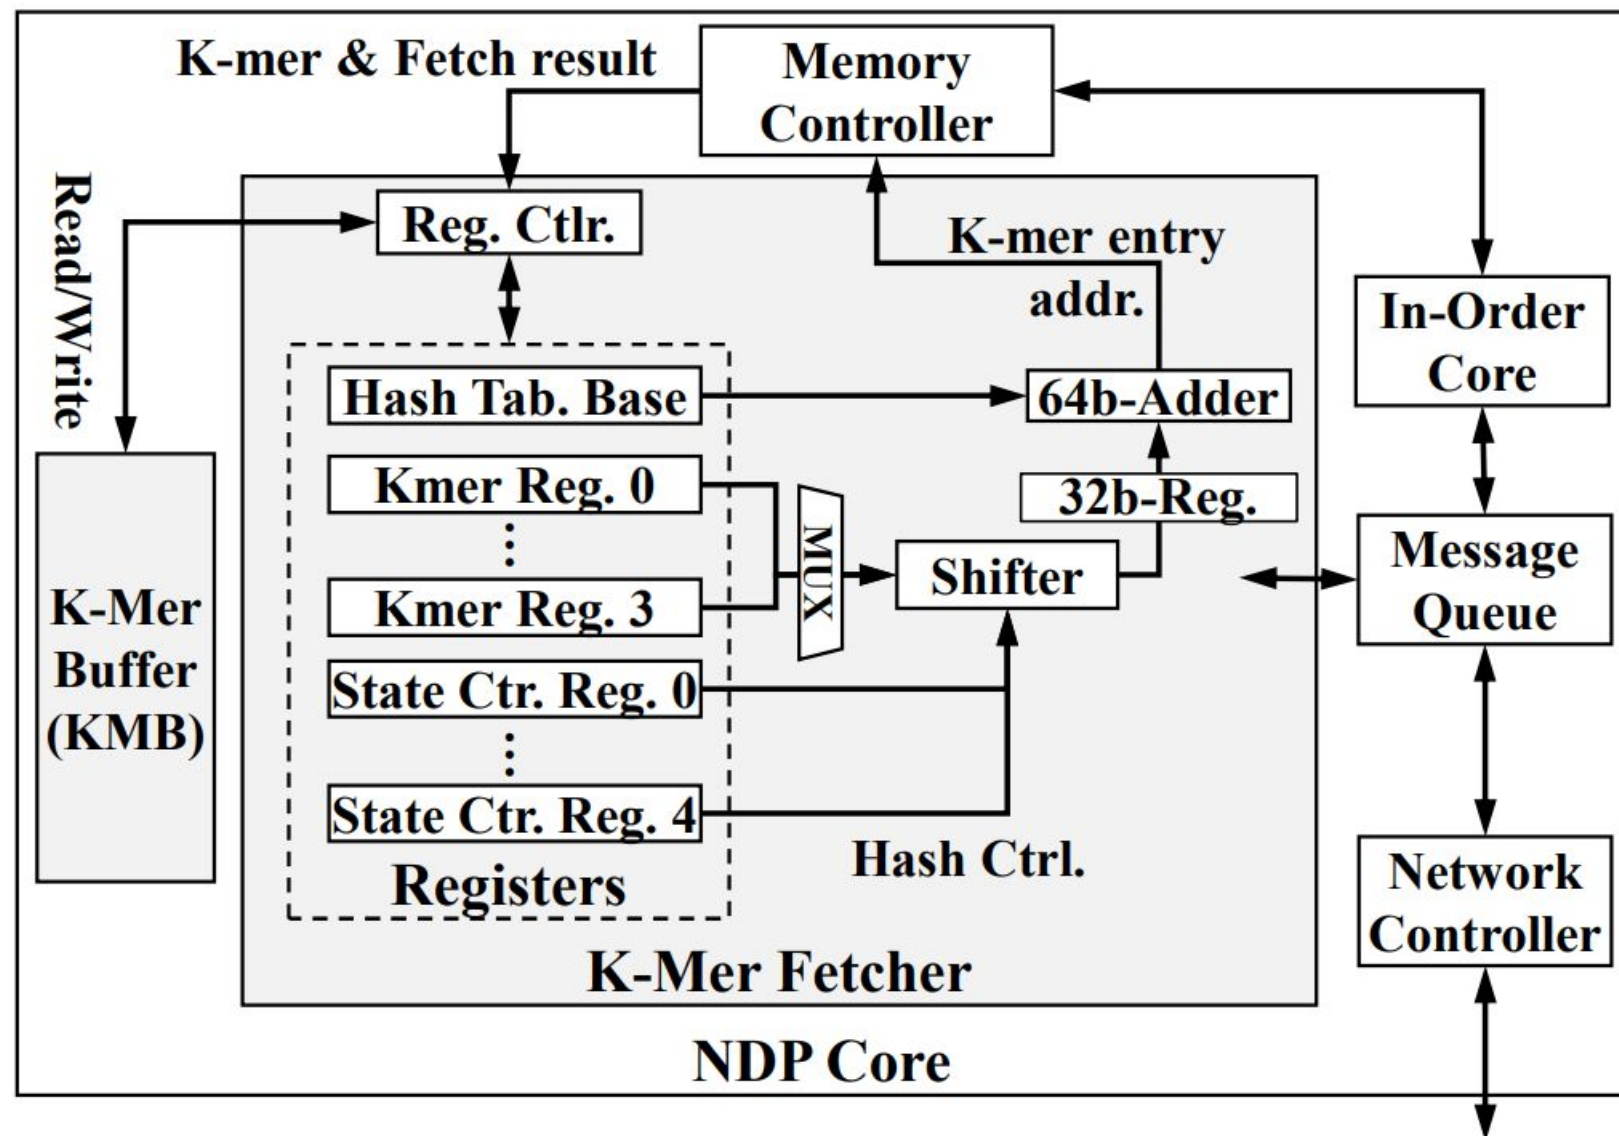 K-mer & Fetch result
Memory
Controller
Read/Write
Reg. Ctlr.
K-mer entry
addr.
In-Order
Core
Hash Tab. Base
64b-Adder
Kmer Reg. 0
32b-Reg.
⋮
MUX
Shifter
Message
Queue
Kmer Reg. 3
K-Mer
Buffer
(KMB)
State Ctr. Reg. 0
⋮
State Ctr. Reg. 4
Hash Ctrl.
Registers
Network
Controller
K-Mer Fetcher
NDP Core